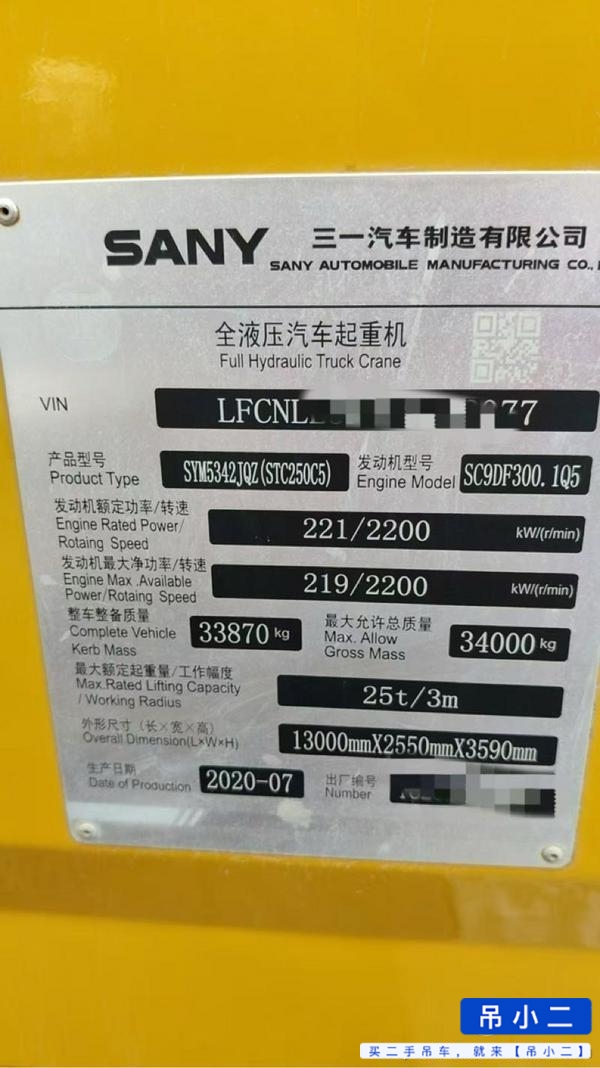 SANY 三一汽车制造有限公司
SANY AUTOMOBILE MANUFACTURING CO.,
全液压汽车起重机
Full Hydraulic Truck Crane
VIN LFCNL 77
产品型号 SYM5342JQZ(STC250C5) 发动机型号 SC9DF300.1Q5
Product Type Engine Model
发动机额定功率/转速
Engine Rated Power/ 221/2200 kW/(r/min)
Rotaing Speed
发动机最大净功率/转速
Engine Max .Available 219/2200 kW/(r/min)
Power/Rotaing Speed
整车整备质量 最大允许总质量
Complete Vehicle 33870 kg Max. Allow 34000 kg
Kerb Mass Gross Mass
最大额定起重量/工作幅度
Max.Rated Lifting Capacity 25t/3m
/ Working Radius
外形尺寸（长×宽×高）
Overall Dimension(L×W×H) 13000mmX2550mmX3590mm
生产日期 2020-07 出厂编号
Date of Production Number
吊小二
买二手吊车，就来【吊小二】